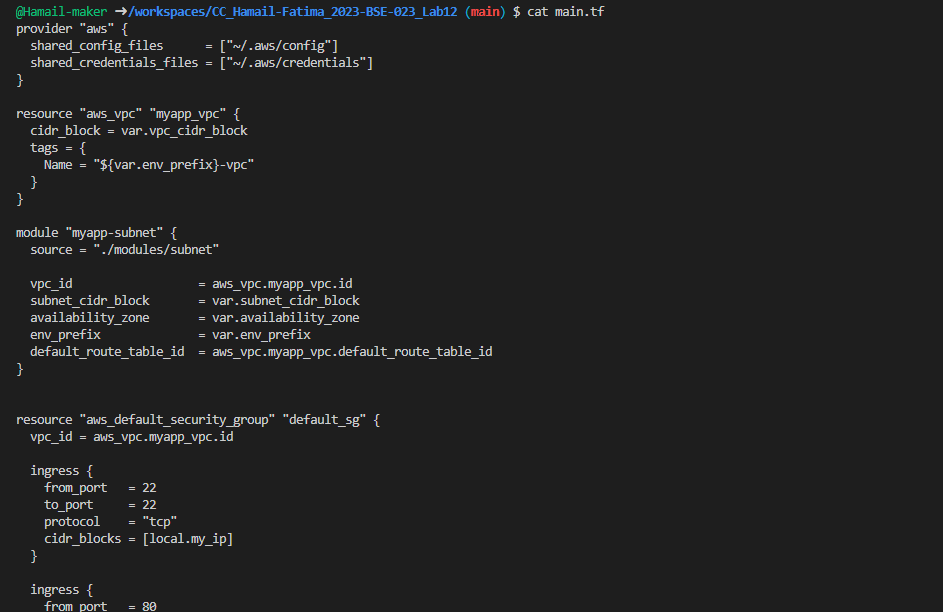 @Hamail-maker ➜/workspaces/CC_Hamail-Fatima_2023-BSE-023_Lab12 (main) $ cat main.tf
provider "aws" {
  shared_config_files      = ["~/.aws/config"]
  shared_credentials_files = ["~/.aws/credentials"]
}

resource "aws_vpc" "myapp_vpc" {
  cidr_block = var.vpc_cidr_block
  tags = {
    Name = "${var.env_prefix}-vpc"
  }
}

module "myapp-subnet" {
  source = "./modules/subnet"

  vpc_id                  = aws_vpc.myapp_vpc.id
  subnet_cidr_block       = var.subnet_cidr_block
  availability_zone       = var.availability_zone
  env_prefix              = var.env_prefix
  default_route_table_id  = aws_vpc.myapp_vpc.default_route_table_id
}


resource "aws_default_security_group" "default_sg" {
  vpc_id = aws_vpc.myapp_vpc.id

  ingress {
    from_port   = 22
    to_port     = 22
    protocol    = "tcp"
    cidr_blocks = [local.my_ip]
  }

  ingress {
    from_port   = 80